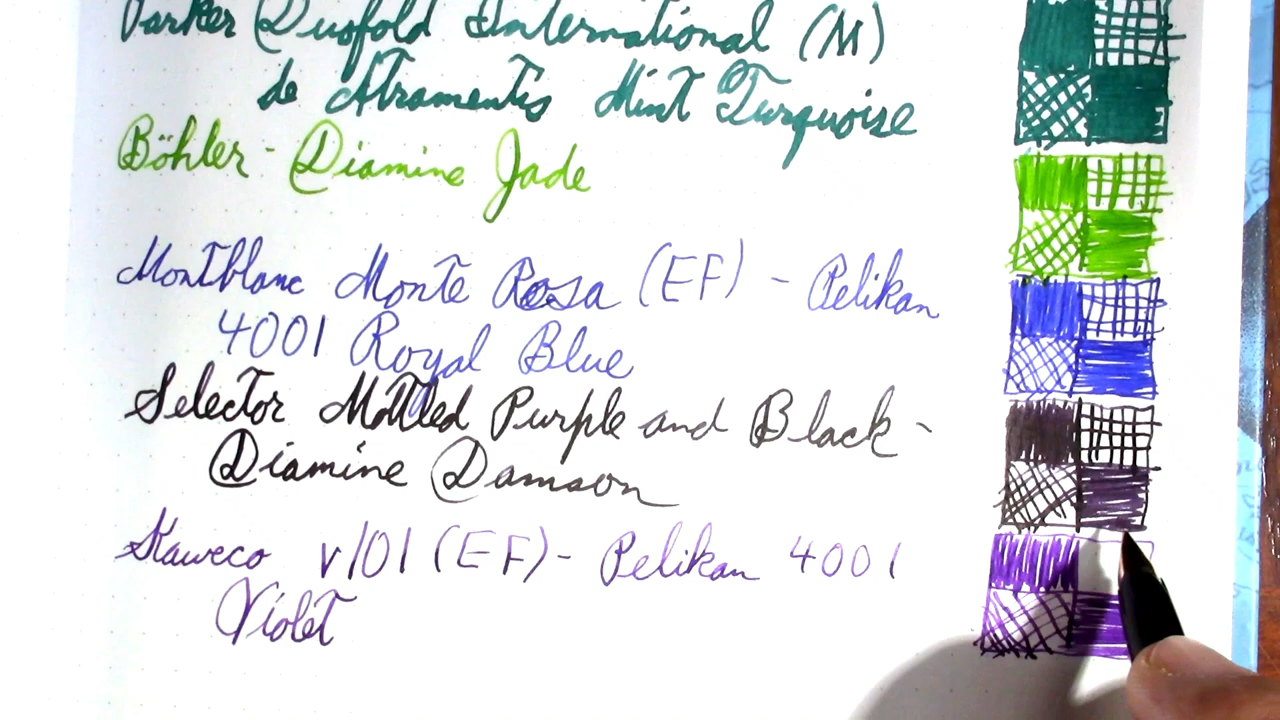 Parker Duofold International (M)
de Atramentis Mint Turquoise
Böhler - Diamine Jade
Montblanc Monte Rosa (EF) - Pelikan
4001 Royal Blue
Selector Mottled Purple and Black -
Diamine Damson
Kaweco V101 (EF) - Pelikan 4001
Violet